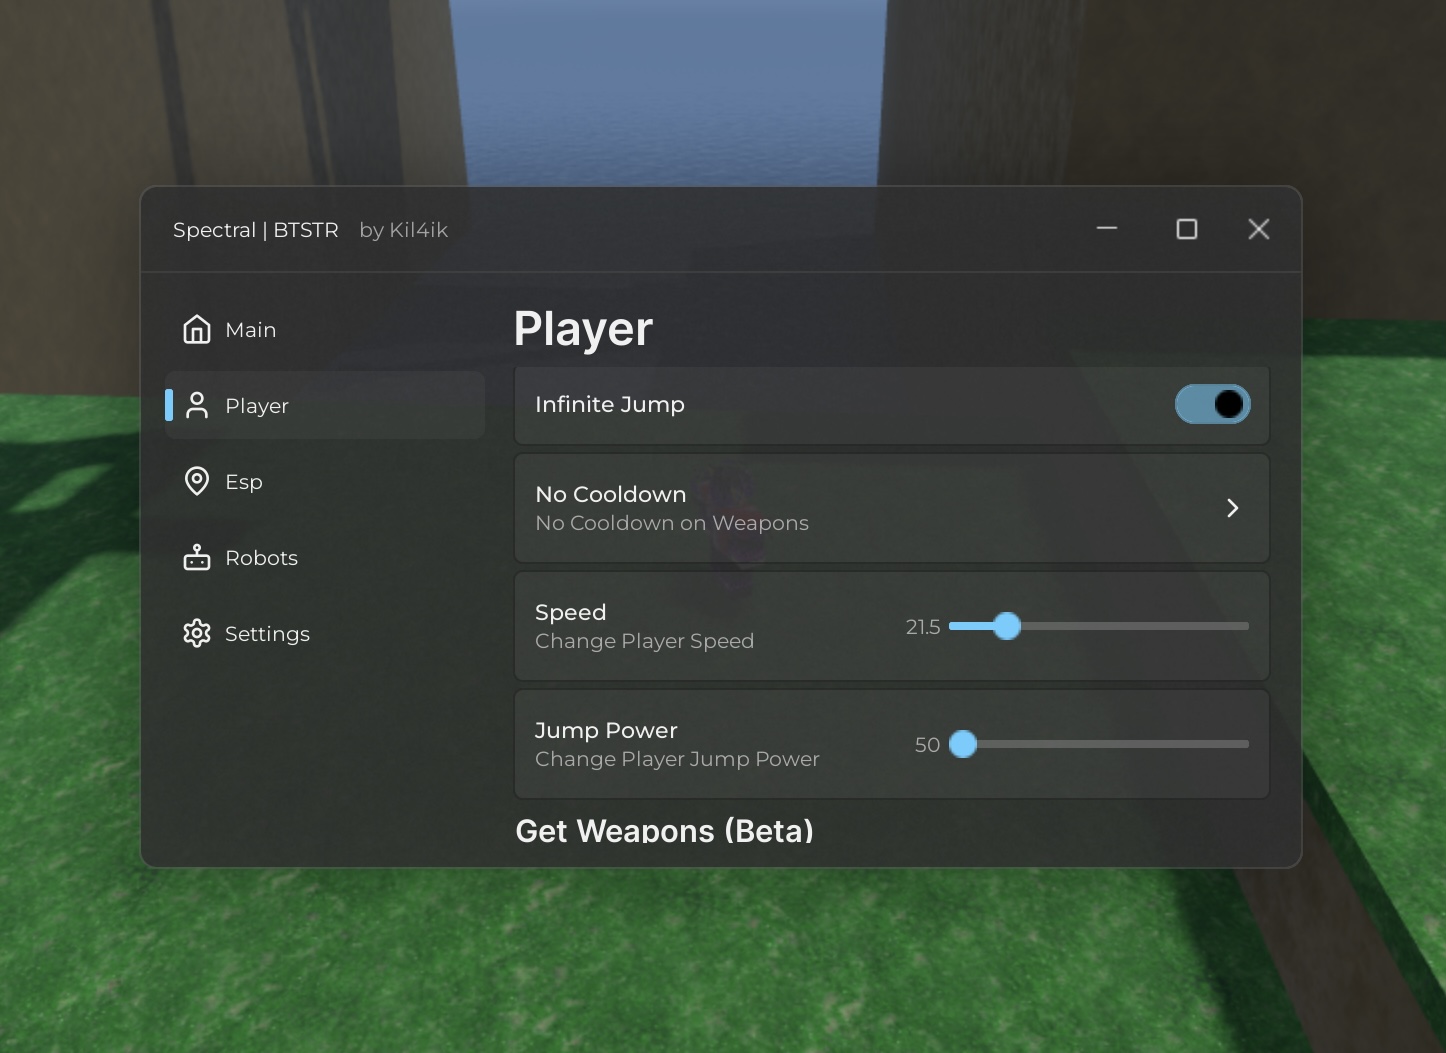 Spectral | BTSTR by Kil4ik
Main
Player
Esp
Robots
Settings
Player
Infinite Jump
No Cooldown
No Cooldown on Weapons
Speed
Change Player Speed
21.5
Jump Power
Change Player Jump Power
50
Get Weapons (Beta)